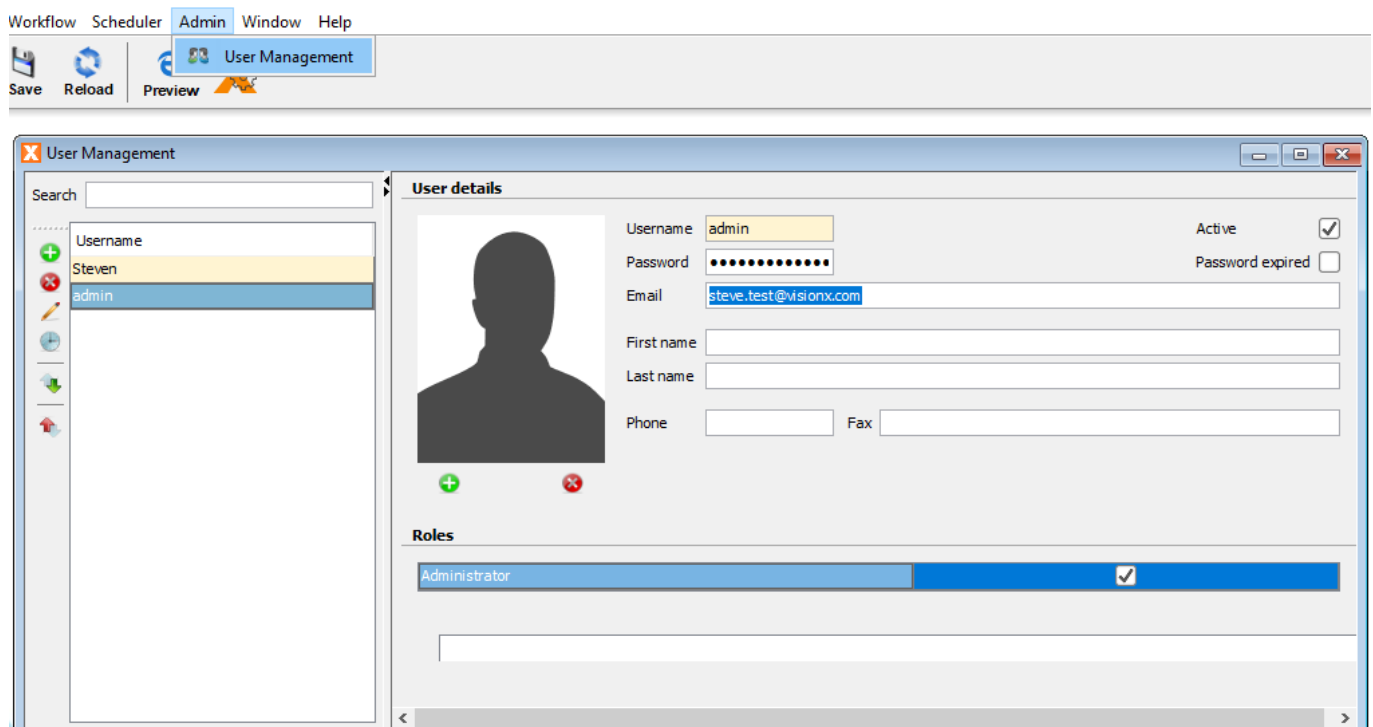 Workflow Scheduler Admin Window Help
User Management
Save Reload Preview
User Management
Search
Username
Steven
admin
User details
Username admin Active
Password ●●●●●●●●●●●●● Password expired
Email steve.test@visionx.com
First name
Last name
Phone Fax
Roles
Administrator